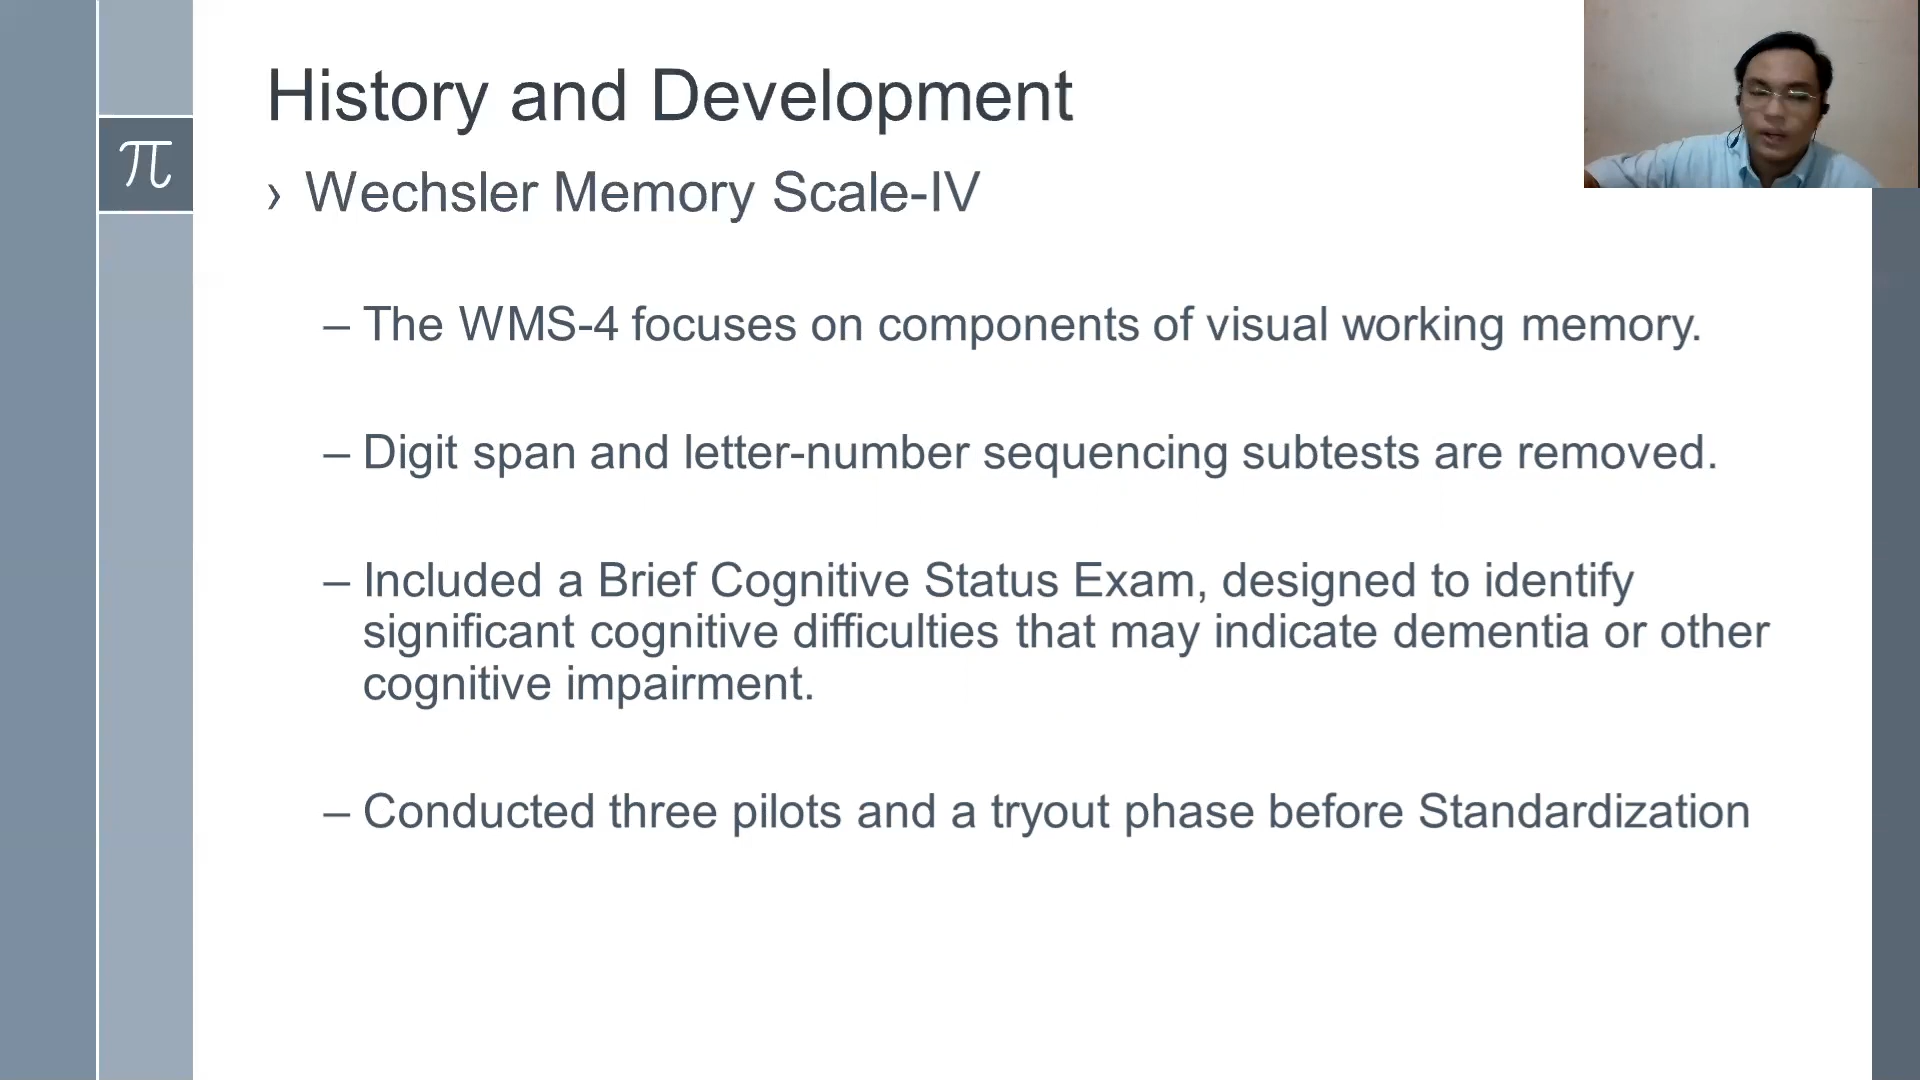 History and Development
π
› Wechsler Memory Scale-IV
– The WMS-4 focuses on components of visual working memory.
– Digit span and letter-number sequencing subtests are removed.
– Included a Brief Cognitive Status Exam, designed to identify
significant cognitive difficulties that may indicate dementia or other
cognitive impairment.
– Conducted three pilots and a tryout phase before Standardization